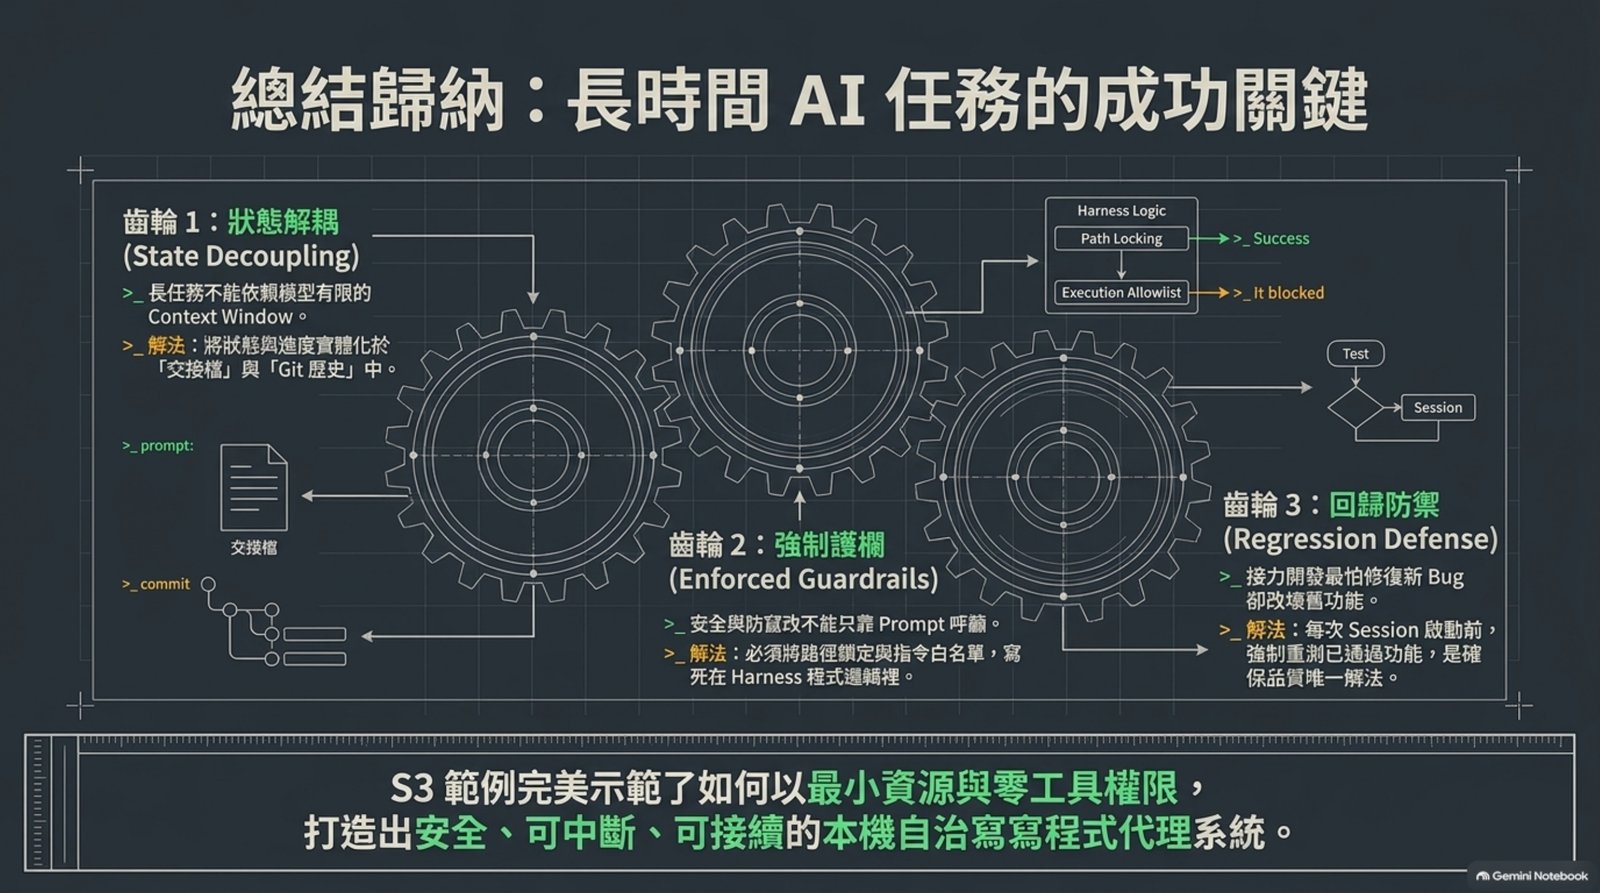 總結歸納：長時間 AI 任務的成功關鍵
齒輪 1：狀態解耦
(State Decoupling)
>_ 長任務不能依賴模型有限的
Context Window。
>_ 解法：將狀態與進度實體化於
「交接檔」與「Git 歷史」中。
>_ prompt:
交接檔
>_ commit
齒輪 2：強制護欄
(Enforced Guardrails)
>_ 安全與防竄改不能只靠 Prompt 呼籲。
>_ 解法：必須將路徑鎖定與指令白名單，寫
死在 Harness 程式邏輯裡。
Harness Logic
Path Locking
>_ Success
Execution Allowlist
>_ It blocked
Test
Session
齒輪 3：回歸防禦
(Regression Defense)
>_ 接力開發最怕修復新 Bug
卻改壞舊功能。
>_ 解法：每次 Session 啟動前，
強制重測已通過功能，是確
保品質唯一解法。
S3 範例完美示範了如何以最小資源與零工具權限，
打造出安全、可中斷、可接續的本機自治寫寫程式代理系統。
Gemini Notebook